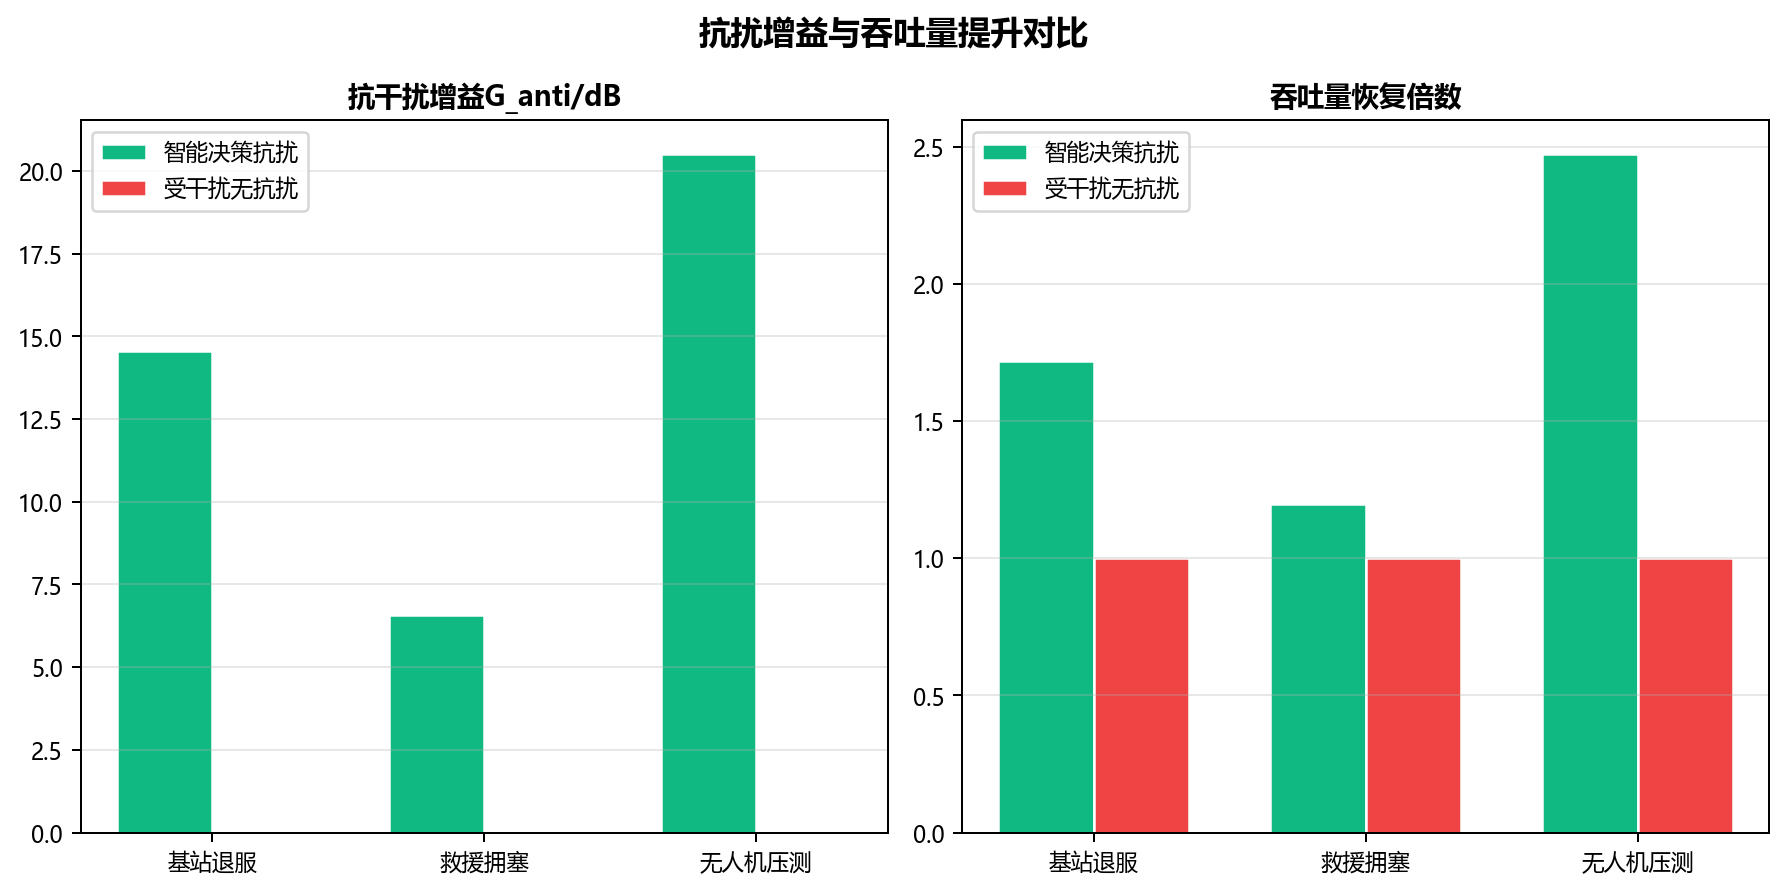 抗扰增益与吞吐量提升对比
抗干扰增益G_anti/dB
智能决策抗扰
受干扰无抗扰
20.0
17.5
15.0
12.5
10.0
7.5
5.0
2.5
0.0
基站退服
救援拥塞
无人机压测
吞吐量恢复倍数
智能决策抗扰
受干扰无抗扰
2.5
2.0
1.5
1.0
0.5
0.0
基站退服
救援拥塞
无人机压测